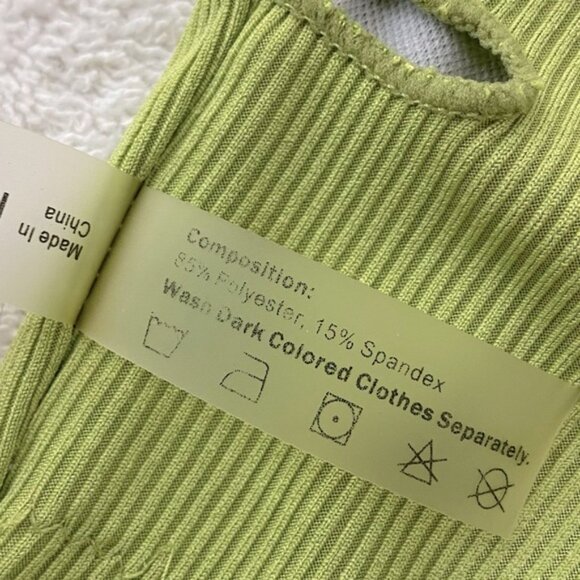 Made In
China
Composition:
85% Polyester, 15% Spandex
Wash Dark Colored Clothes Separately.